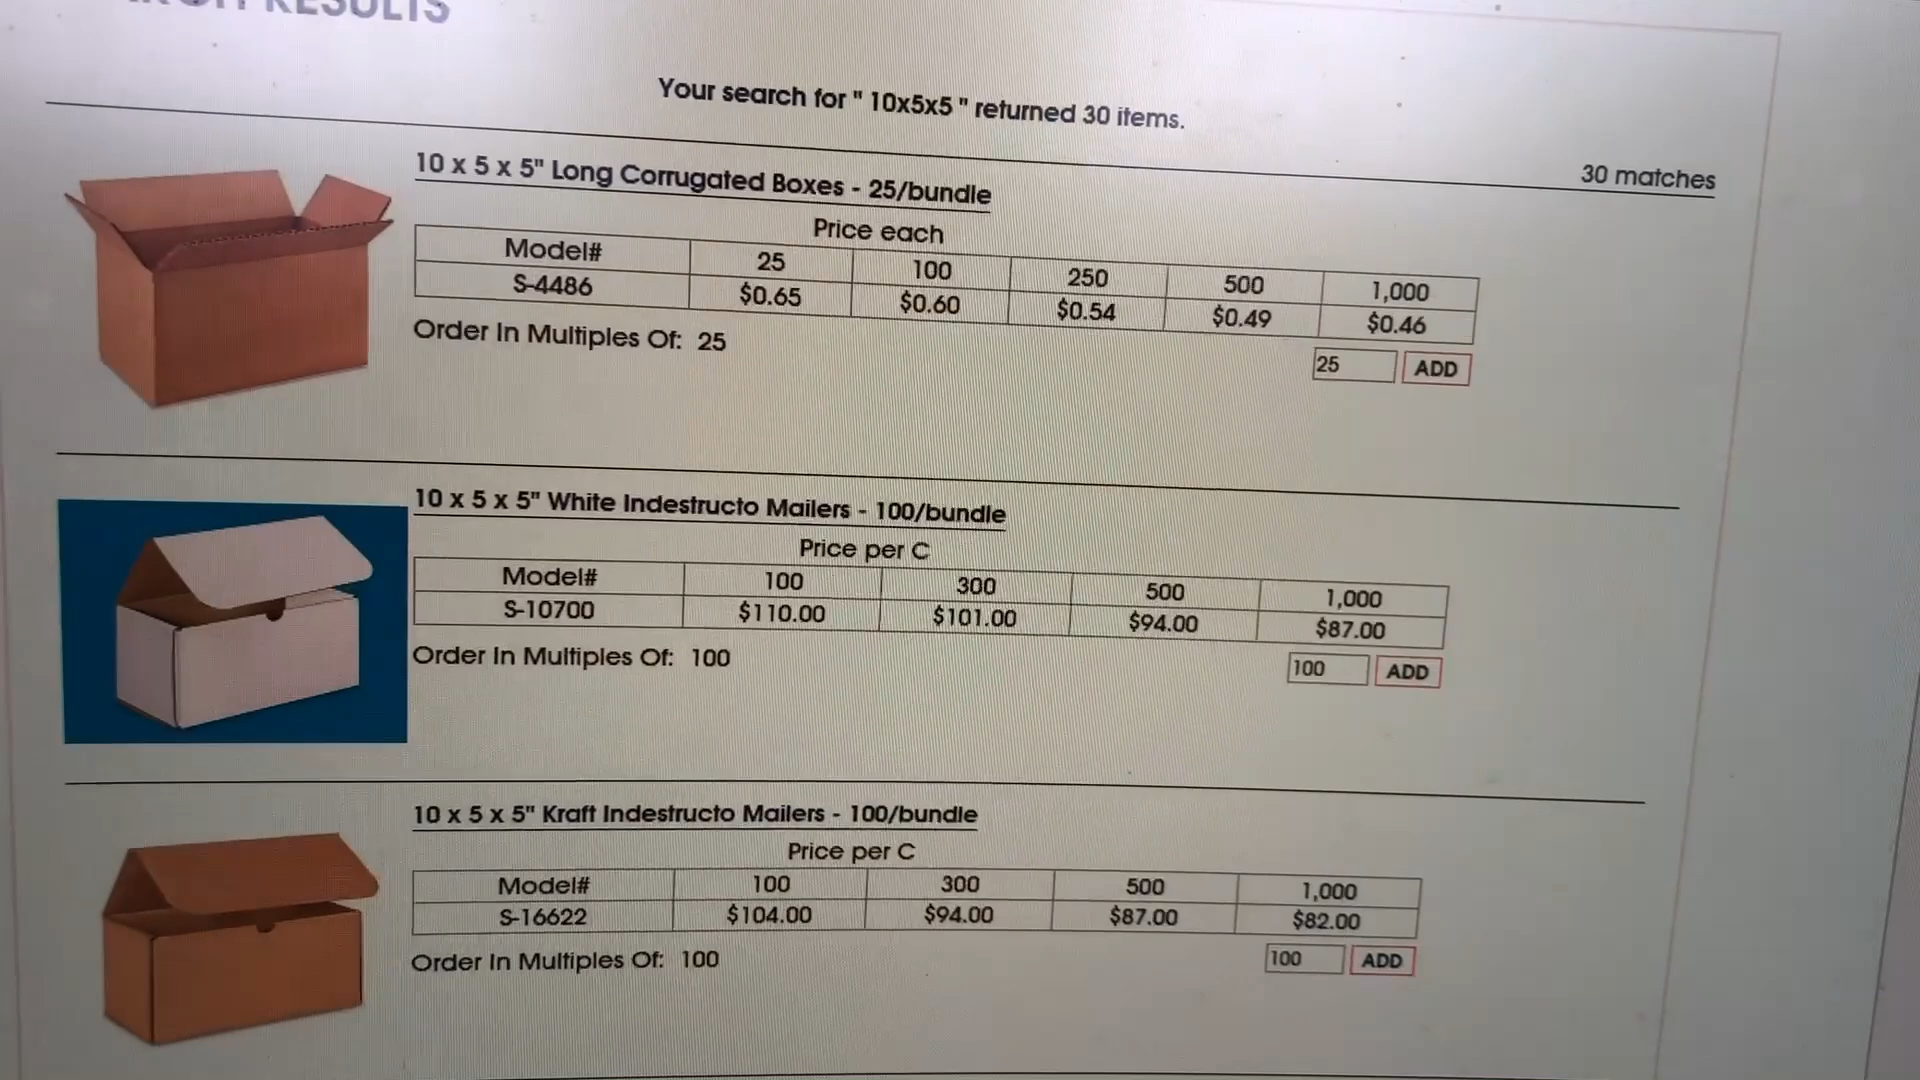 RESULTS
Your search for " 10x5x5 " returned 30 items.
30 matches
10 x 5 x 5" Long Corrugated Boxes - 25/bundle
Price each
Model# 25 100 250 500 1,000
S-4486 $0.65 $0.60 $0.54 $0.49 $0.46
Order In Multiples Of: 25
25 ADD
10 x 5 x 5" White Indestructo Mailers - 100/bundle
Price per C
Model# 100 300 500 1,000
S-10700 $110.00 $101.00 $94.00 $87.00
Order In Multiples Of: 100
100 ADD
10 x 5 x 5" Kraft Indestructo Mailers - 100/bundle
Price per C
Model# 100 300 500 1,000
S-16622 $104.00 $94.00 $87.00 $82.00
Order In Multiples Of: 100
100 ADD